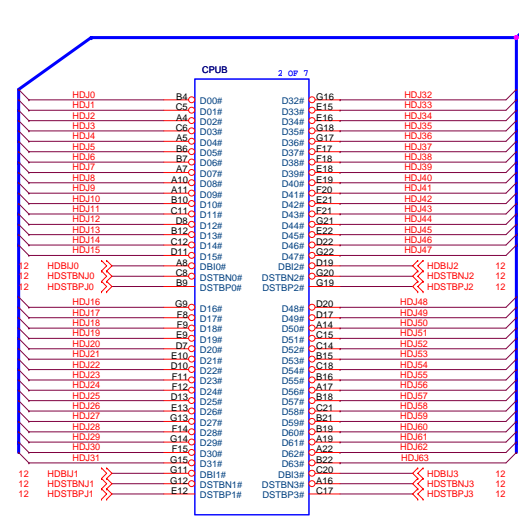 CPUB 2 OF 7
HDJ0 B4 D00# D32# G16 HDJ32
HDJ1 C5 D01# D33# E15 HDJ33
HDJ2 A4 D02# D34# E16 HDJ34
HDJ3 C6 D03# D35# G18 HDJ35
HDJ4 A5 D04# D36# G17 HDJ36
HDJ5 B6 D05# D37# F17 HDJ37
HDJ6 B7 D06# D38# F18 HDJ38
HDJ7 A7 D07# D39# E18 HDJ39
HDJ8 A10 D08# D40# E19 HDJ40
HDJ9 A11 D09# D41# F20 HDJ41
HDJ10 B10 D10# D42# E21 HDJ42
HDJ11 C11 D11# D43# F21 HDJ43
HDJ12 D8 D12# D44# G21 HDJ44
HDJ13 B12 D13# D45# E22 HDJ45
HDJ14 C12 D14# D46# D22 HDJ46
HDJ15 D11 D15# D47# G22 HDJ47
12 HDBIJ0 A8 DBI0# DBI2# D19 HDBIJ2 12
12 HDSTBNJ0 C8 DSTBN0# DSTBN2# G20 HDSTBNJ2 12
12 HDSTBPJ0 B9 DSTBP0# DSTBP2# G19 HDSTBPJ2 12
HDJ16 G9 D16# D48# D20 HDJ48
HDJ17 F8 D17# D49# D17 HDJ49
HDJ18 F9 D18# D50# A14 HDJ50
HDJ19 E9 D19# D51# C15 HDJ51
HDJ20 D7 D20# D52# C14 HDJ52
HDJ21 E10 D21# D53# B15 HDJ53
HDJ22 D10 D22# D54# C18 HDJ54
HDJ23 F11 D23# D55# B16 HDJ55
HDJ24 F12 D24# D56# A17 HDJ56
HDJ25 D13 D25# D57# B18 HDJ57
HDJ26 E13 D26# D58# C21 HDJ58
HDJ27 G13 D27# D59# B21 HDJ59
HDJ28 F14 D28# D60# B19 HDJ60
HDJ29 G14 D29# D61# A19 HDJ61
HDJ30 F15 D30# D62# A22 HDJ62
HDJ31 G15 D31# D63# B22 HDJ63
12 HDBIJ1 G11 DBI1# DBI3# C20 HDBIJ3 12
12 HDSTBNJ1 G12 DSTBN1# DSTBN3# A16 HDSTBNJ3 12
12 HDSTBPJ1 E12 DSTBP1# DSTBP3# C17 HDSTBPJ3 12